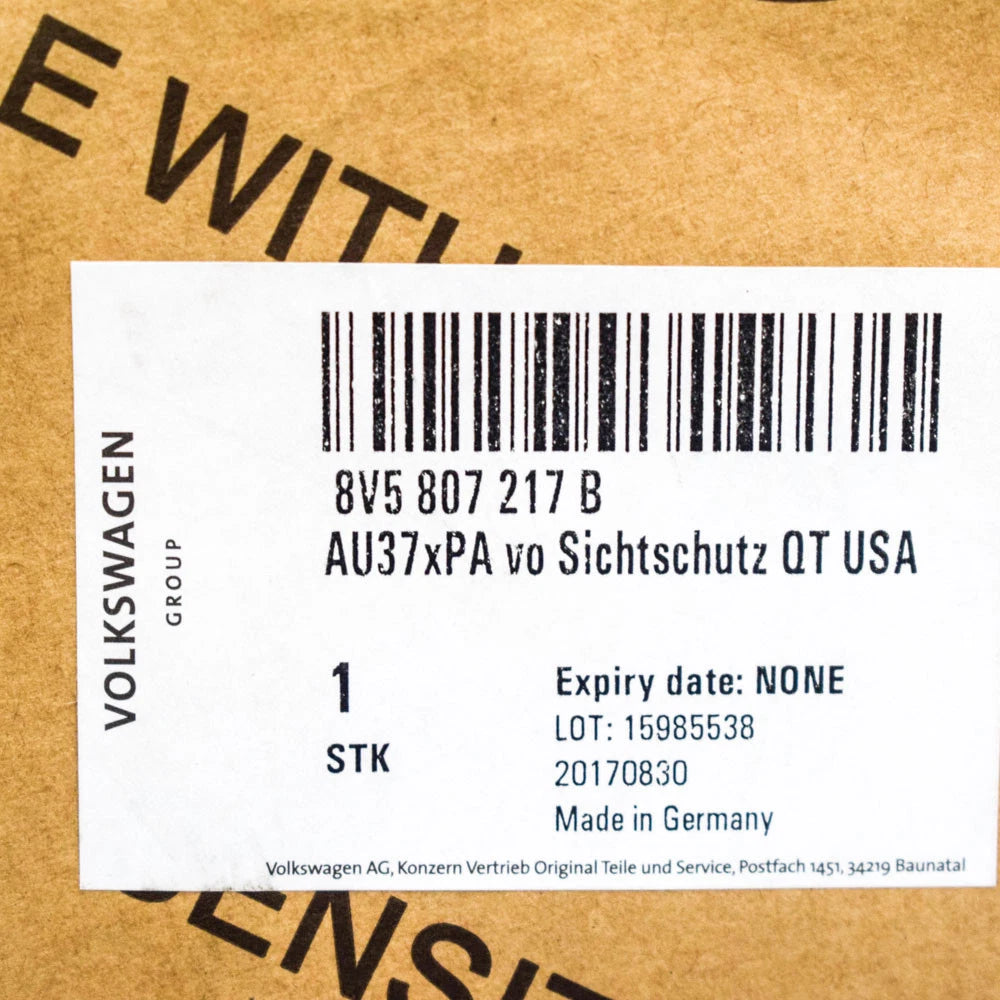 E WITH
VOLKSWAGEN
GROUP
8V5 807 217 B
AU37xPA vo Sichtschutz QT USA
1
STK
Expiry date: NONE
LOT: 15985538
20170830
Made in Germany
Volkswagen AG, Konzern Vertrieb Original Teile und Service, Postfach 1451, 34219 Baunatal